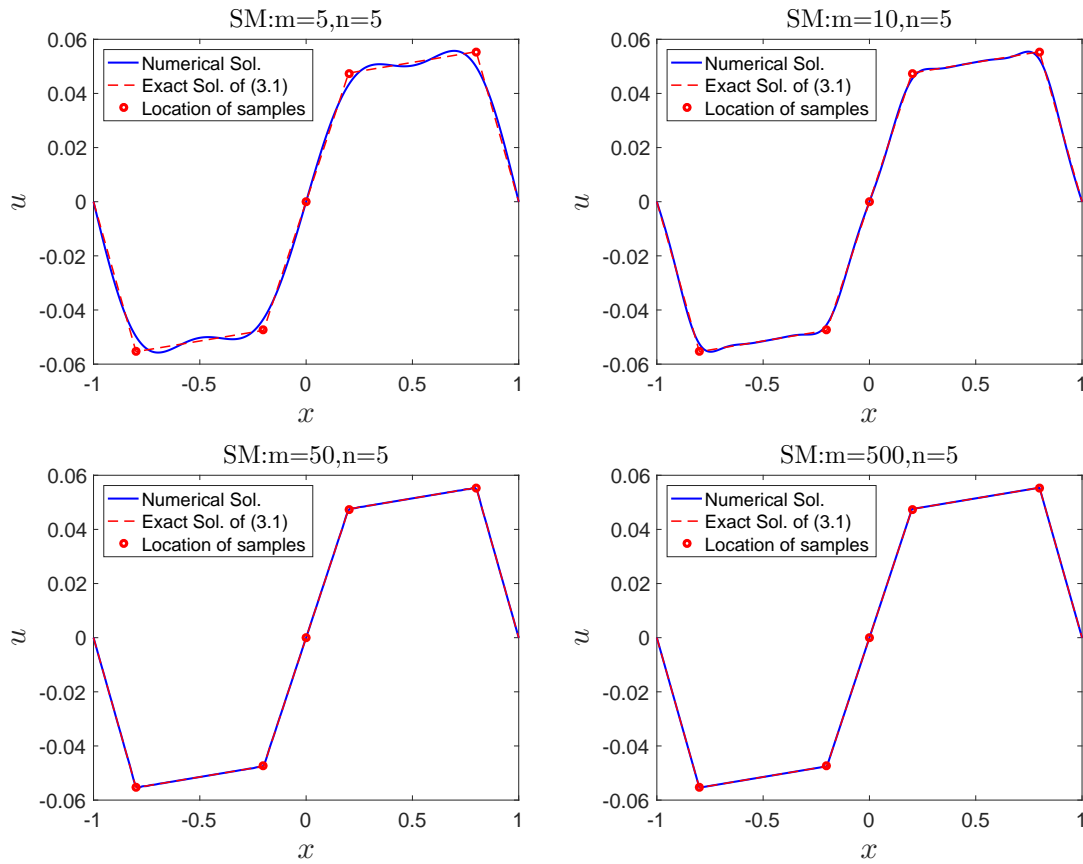 SM:m=5,n=5
0.06
0.04
0.02
0
-0.02
-0.04
-0.06
u
Numerical Sol.
Exact Sol. of (3.1)
Location of samples
-1 -0.5 0 0.5 1
x
SM:m=10,n=5
0.06
0.04
0.02
0
-0.02
-0.04
-0.06
u
Numerical Sol.
Exact Sol. of (3.1)
Location of samples
-1 -0.5 0 0.5 1
x
SM:m=50,n=5
0.06
0.04
0.02
0
-0.02
-0.04
-0.06
u
Numerical Sol.
Exact Sol. of (3.1)
Location of samples
-1 -0.5 0 0.5 1
x
SM:m=500,n=5
0.06
0.04
0.02
0
-0.02
-0.04
-0.06
u
Numerical Sol.
Exact Sol. of (3.1)
Location of samples
-1 -0.5 0 0.5 1
x